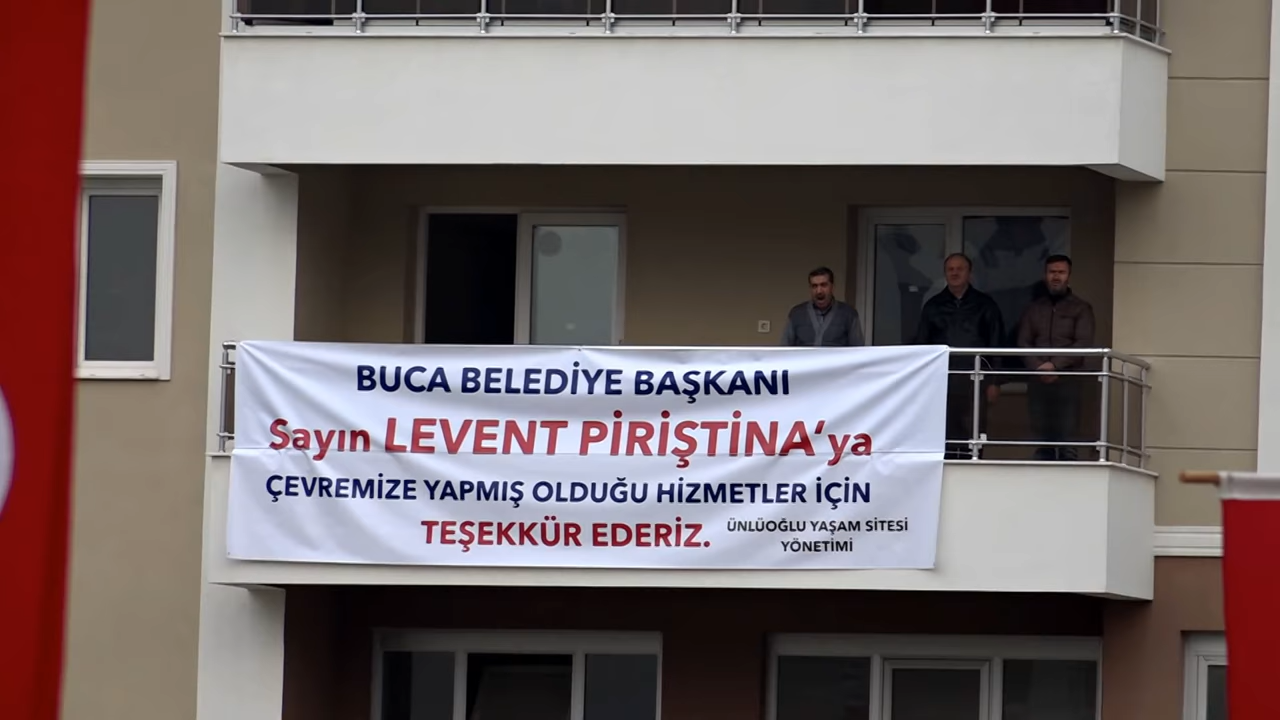 BUCA BELEDİYE BAŞKANI
Sayın LEVENT PİRİŞTİNA'ya
ÇEVREMİZE YAPMIŞ OLDUĞU HİZMETLER İÇİN
TEŞEKKÜR EDERİZ.
ÜNLÜOĞLU YAŞAM SİTESİ
YÖNETİMİ